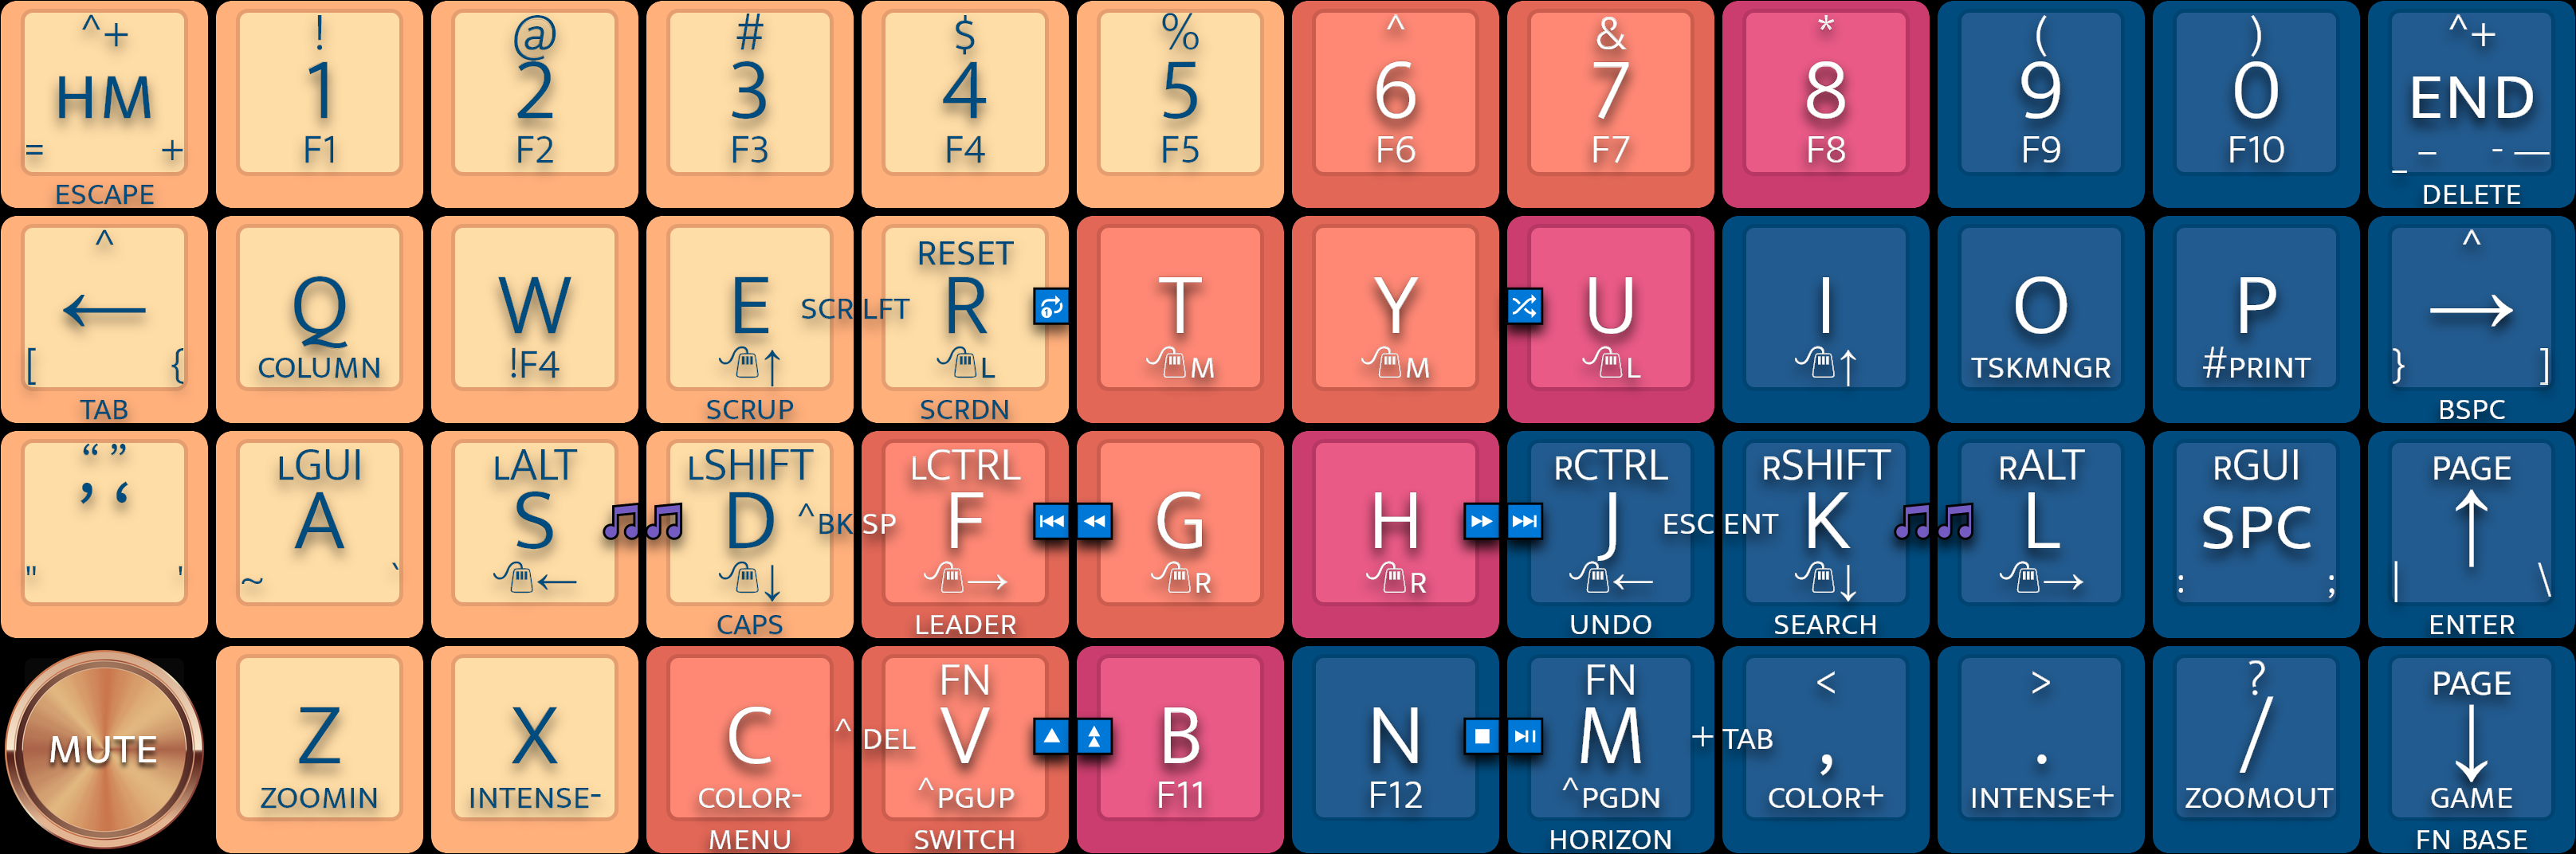 ^+ ! @ # $ % ^ & * ( ) ^+
HM 1 2 3 4 5 6 7 8 9 0 END
= + F1 F2 F3 F4 F5 F6 F7 F8 F9 F10 _ – - —
ESCAPE DELETE
^ RESET ^
← Q W E SCR LFT R T Y U I O P →
[ { COLUMN !F4 ↑ L M M L ↑ TSKMNGR #PRINT } ]
TAB SCRUP SCRDN BSPC
“ ” LGUI LALT LSHIFT LCTRL RCTRL RSHIFT RALT RGUI PAGE
’ ‘ A S D ^BK SP F G H J ESC ENT K L SPC ↑
" ' ~ ` ← ↓ → R R ← ↓ → : ; | \
CAPS LEADER UNDO SEARCH ENTER
FN FN < > ? PAGE
MUTE Z X C ^ DEL V B N M + TAB , . / ↓
ZOOMIN INTENSE- COLOR- ^PGUP F11 F12 ^PGDN COLOR+ INTENSE+ ZOOMOUT GAME
MENU SWITCH HORIZON FN BASE